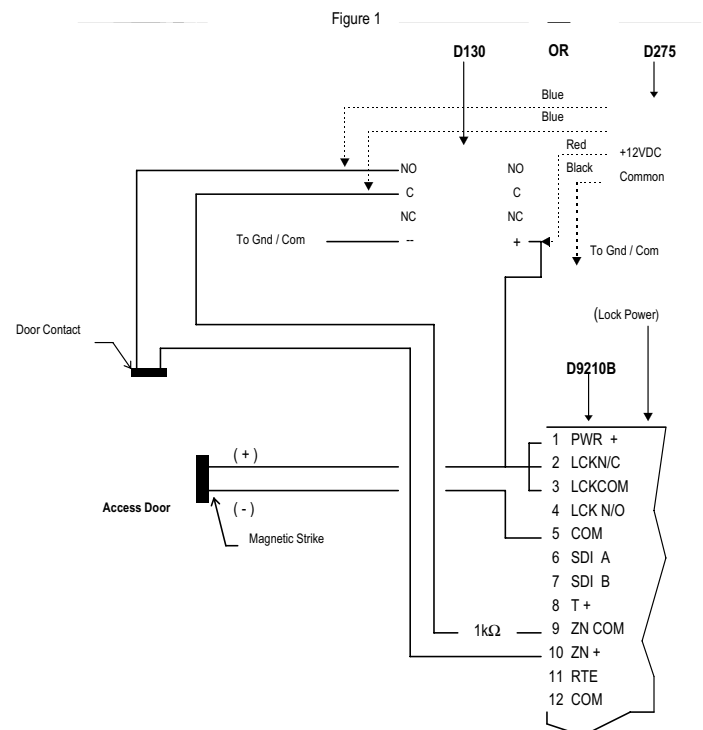 Figure 1
D130 OR D275
Blue
Blue
Red
+12VDC
Black
Common
NO NO
C C
NC NC
To Gnd / Com -- +
To Gnd / Com
(Lock Power)
Door Contact
D9210B
1 PWR +
( + )
2 LCKN/C
3 LCKCOM
Access Door
( - )
4 LCK N/O
Magnetic Strike
5 COM
6 SDI A
7 SDI B
8 T +
1kΩ
9 ZN COM
10 ZN +
11 RTE
12 COM